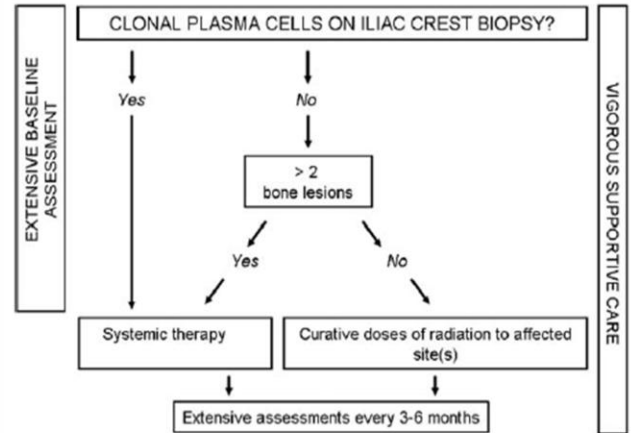 CLONAL PLASMA CELLS ON ILIAC CREST BIOPSY?
EXTENSIVE BASELINE
ASSESSMENT
Yes
No
> 2
bone lesions
Yes
No
Systemic therapy
Curative doses of radiation to affected
site(s)
Extensive assessments every 3-6 months
VIGOROUS SUPPORTIVE CARE